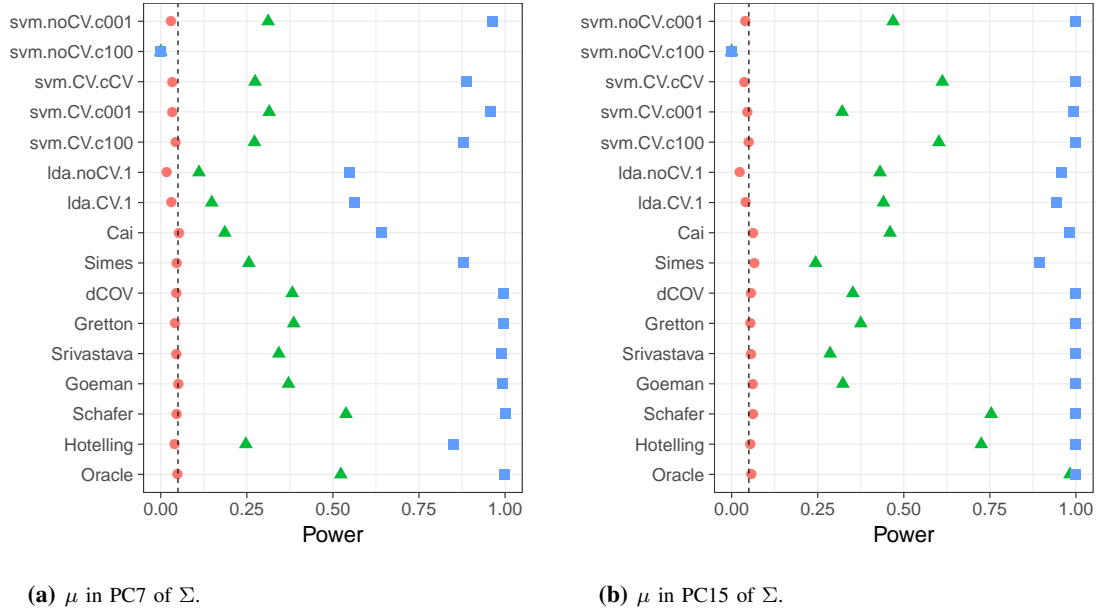 svm.noCV.c001
svm.noCV.c100
svm.CV.cCV
svm.CV.c001
svm.CV.c100
lda.noCV.1
lda.CV.1
Cai
Simes
dCOV
Gretton
Srivastava
Goeman
Schafer
Hotelling
Oracle
0.00 0.25 0.50 0.75 1.00
Power
(a) μ in PC7 of Σ.
svm.noCV.c001
svm.noCV.c100
svm.CV.cCV
svm.CV.c001
svm.CV.c100
lda.noCV.1
lda.CV.1
Cai
Simes
dCOV
Gretton
Srivastava
Goeman
Schafer
Hotelling
Oracle
0.00 0.25 0.50 0.75 1.00
Power
(b) μ in PC15 of Σ.